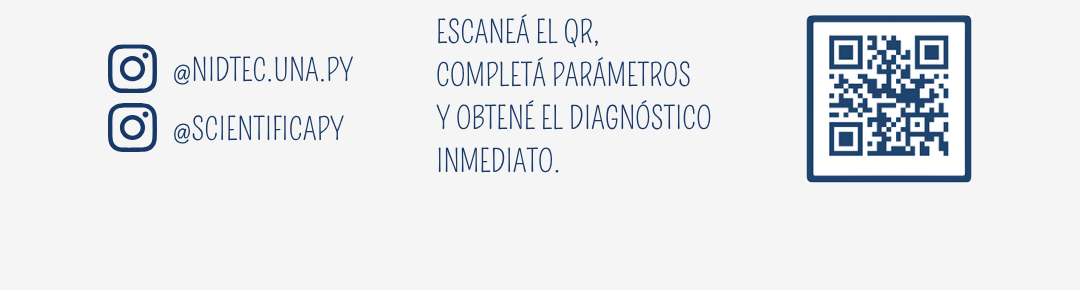 @NIDTEC.UNA.PY
@SCIENTIFICAPY
ESCANEÁ EL QR,
COMPLETÁ PARÁMETROS
Y OBTENÉ EL DIAGNÓSTICO
INMEDIATO.